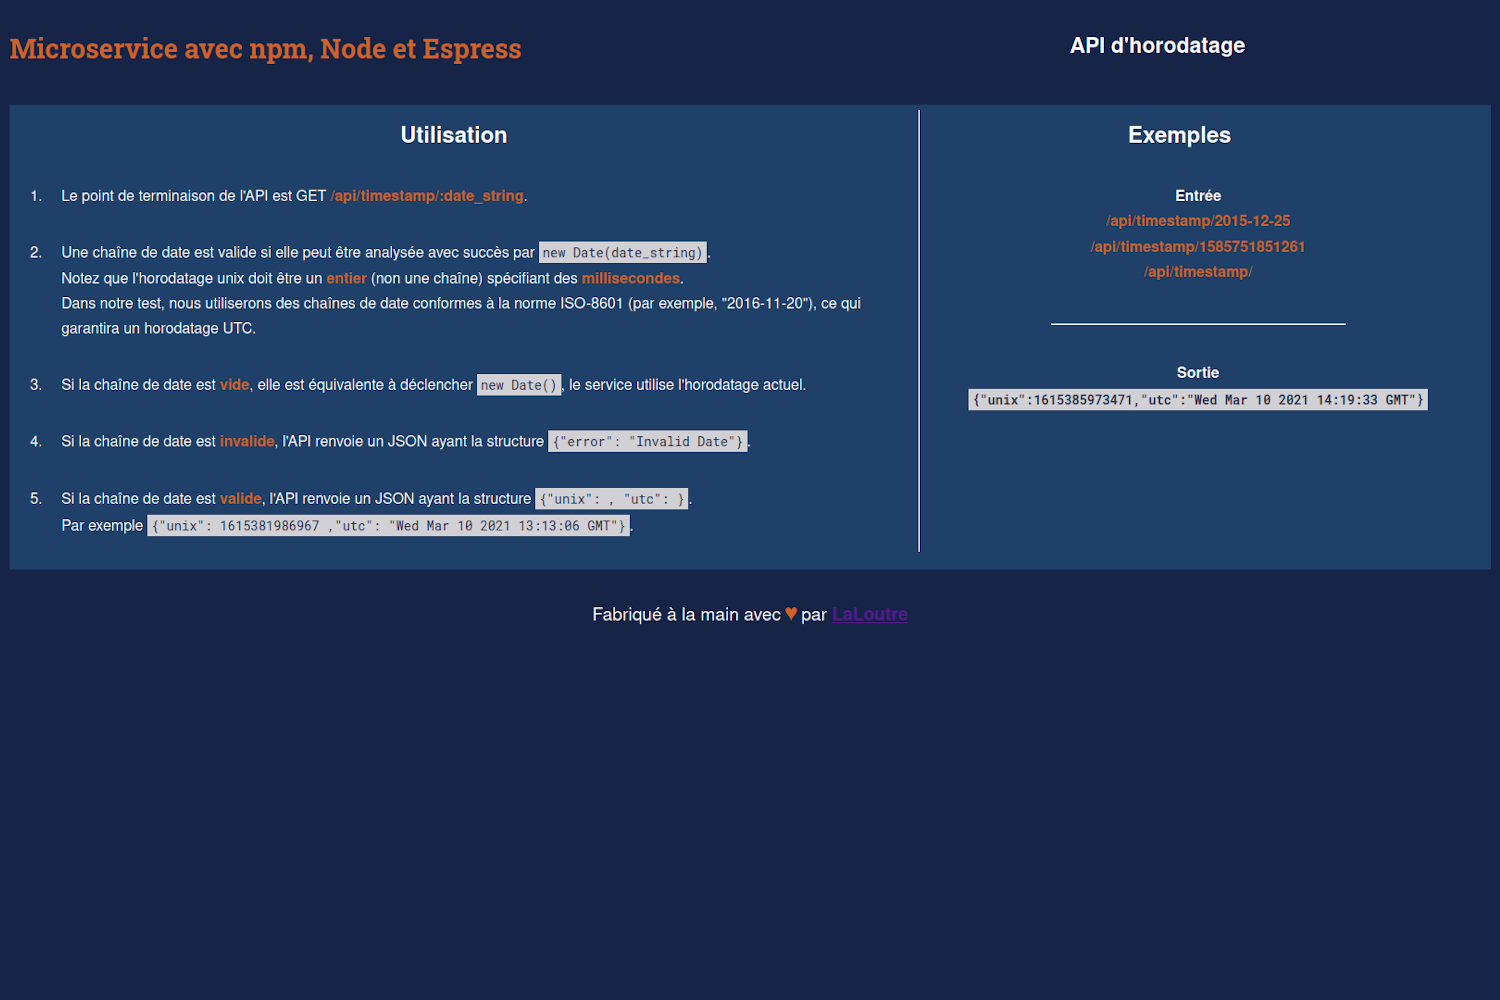 Microservice avec npm, Node et Espress
API d'horodatage
Utilisation
1. Le point de terminaison de l'API est GET /api/timestamp/:date_string.
2. Une chaîne de date est valide si elle peut être analysée avec succès par new Date(date_string).
Notez que l'horodatage unix doit être un entier (non une chaîne) spécifiant des millisecondes.
Dans notre test, nous utiliserons des chaînes de date conformes à la norme ISO-8601 (par exemple, "2016-11-20"), ce qui
garantira un horodatage UTC.
3. Si la chaîne de date est vide, elle est équivalente à déclencher new Date(), le service utilise l'horodatage actuel.
4. Si la chaîne de date est invalide, l'API renvoie un JSON ayant la structure {"error": "Invalid Date"}.
5. Si la chaîne de date est valide, l'API renvoie un JSON ayant la structure {"unix": , "utc": }.
Par exemple {"unix": 1615381986967 ,"utc": "Wed Mar 10 2021 13:13:06 GMT"}.
Exemples
Entrée
/api/timestamp/2015-12-25
/api/timestamp/1585751851261
/api/timestamp/
Sortie
{"unix":1615385973471,"utc":"Wed Mar 10 2021 14:19:33 GMT"}
Fabriqué à la main avec ♥ par LaLoutre